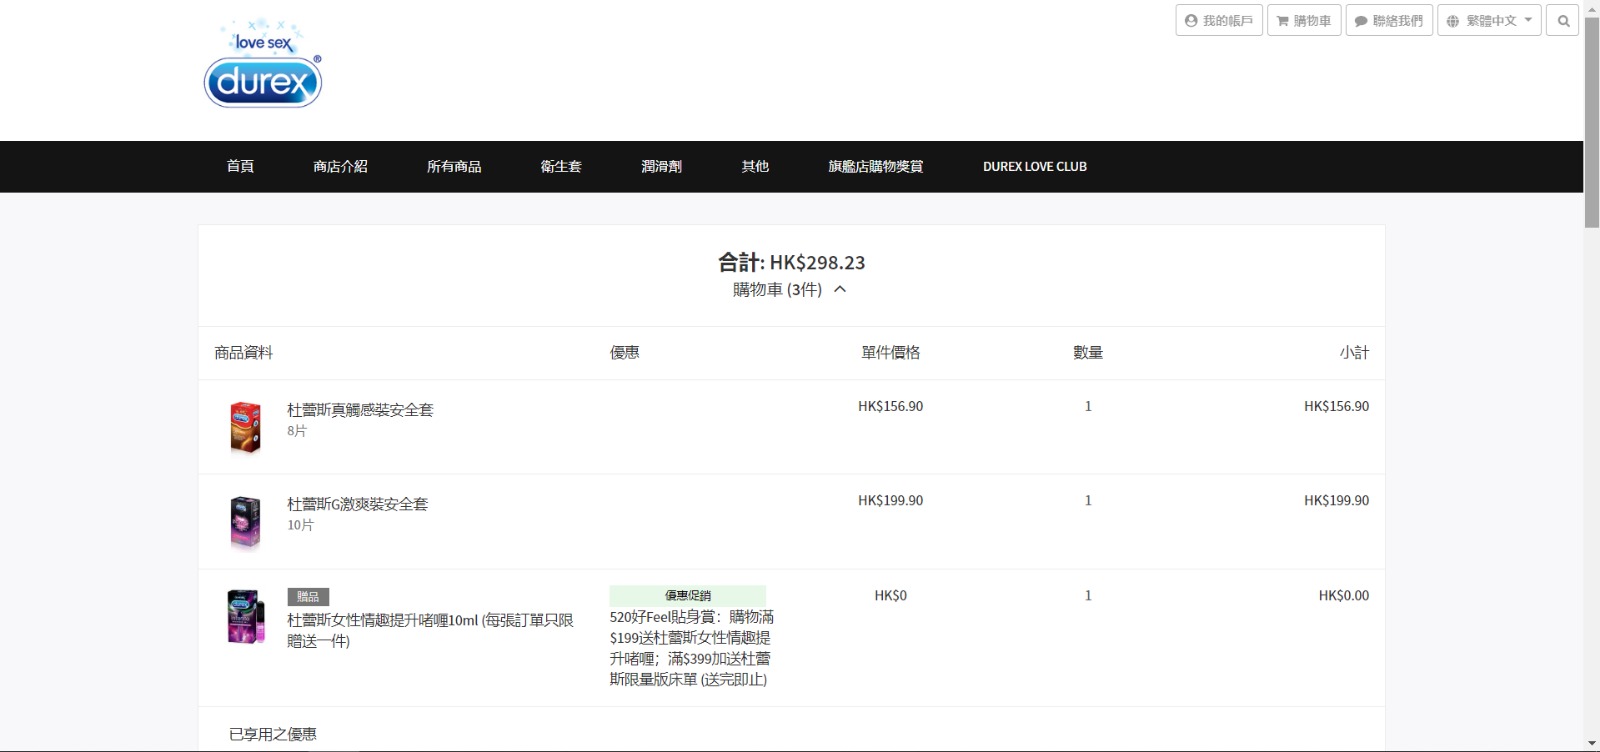 我的帳戶
購物車
聯絡我們
繁體中文
love sex
durex®
首頁
商店介紹
所有商品
衛生套
潤滑劑
其他
旗艦店購物獎賞
DUREX LOVE CLUB
合計: HK$298.23
購物車 (3件)
商品資料
優惠
單件價格
數量
小計
杜蕾斯真觸感裝安全套
8片
HK$156.90
1
HK$156.90
杜蕾斯G激爽裝安全套
10片
HK$199.90
1
HK$199.90
贈品
杜蕾斯女性情趣提升啫喱10ml (每張訂單只限
贈送一件)
優惠促銷
520好Feel貼身賞：購物滿
$199送杜蕾斯女性情趣提
升啫喱；滿$399加送杜蕾
斯限量版床單 (送完即止)
HK$0
1
HK$0.00
已享用之優惠